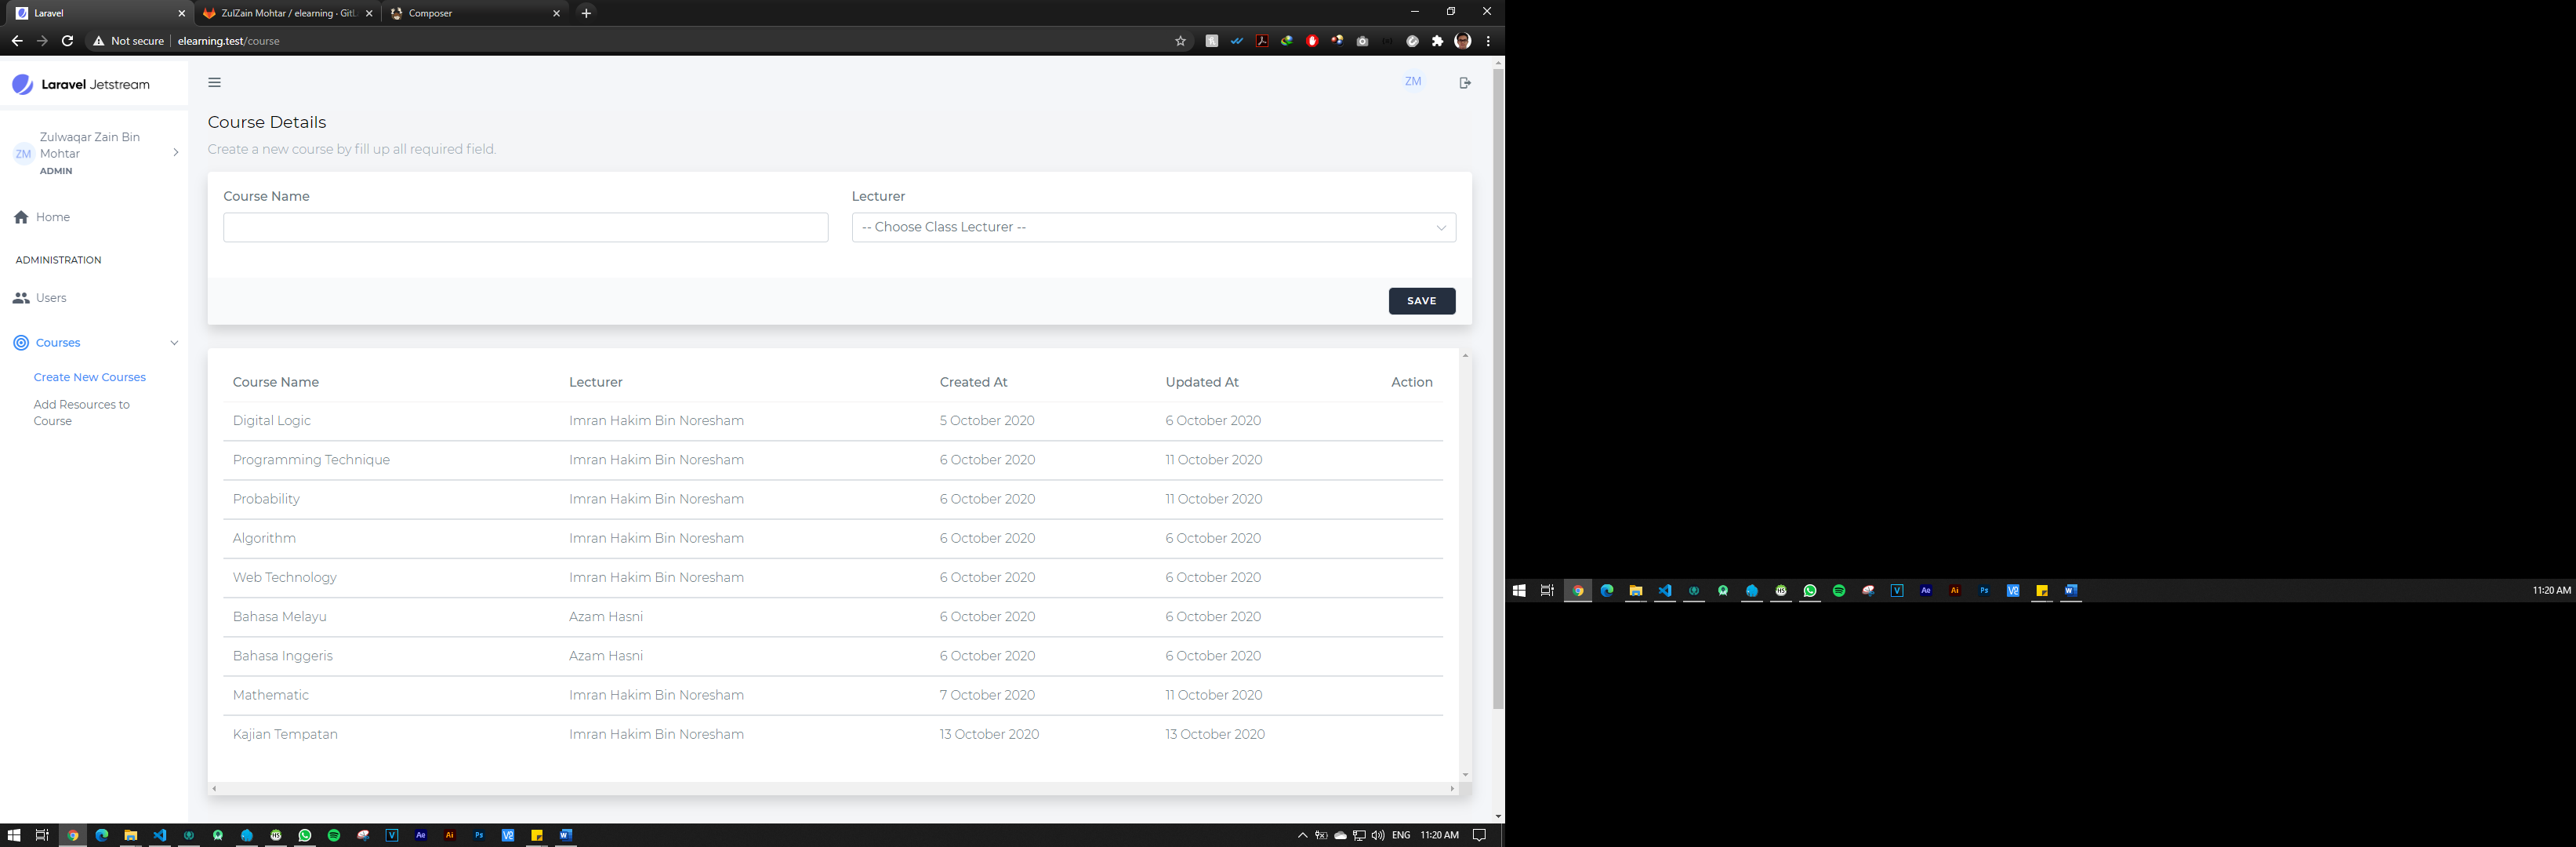 Laravel
ZulZain Mohtar / elearning · GitL
Composer
Not secure
elearning.test/course
Laravel Jetstream
ZM
Zulwaqar Zain Bin
Mohtar
ADMIN
ZM
Home
ADMINISTRATION
Users
Courses
Create New Courses
Add Resources to
Course
ZM
Course Details
Create a new course by fill up all required field.
Course Name
Lecturer
-- Choose Class Lecturer --
SAVE
Course Name Lecturer Created At Updated At Action
Digital Logic Imran Hakim Bin Noresham 5 October 2020 6 October 2020
Programming Technique Imran Hakim Bin Noresham 6 October 2020 11 October 2020
Probability Imran Hakim Bin Noresham 6 October 2020 11 October 2020
Algorithm Imran Hakim Bin Noresham 6 October 2020 6 October 2020
Web Technology Imran Hakim Bin Noresham 6 October 2020 6 October 2020
Bahasa Melayu Azam Hasni 6 October 2020 6 October 2020
Bahasa Inggeris Azam Hasni 6 October 2020 6 October 2020
Mathematic Imran Hakim Bin Noresham 7 October 2020 11 October 2020
Kajian Tempatan Imran Hakim Bin Noresham 13 October 2020 13 October 2020
V Ae Ai Ps
ENG 11:20 AM
V Ae Ai Ps
11:20 AM